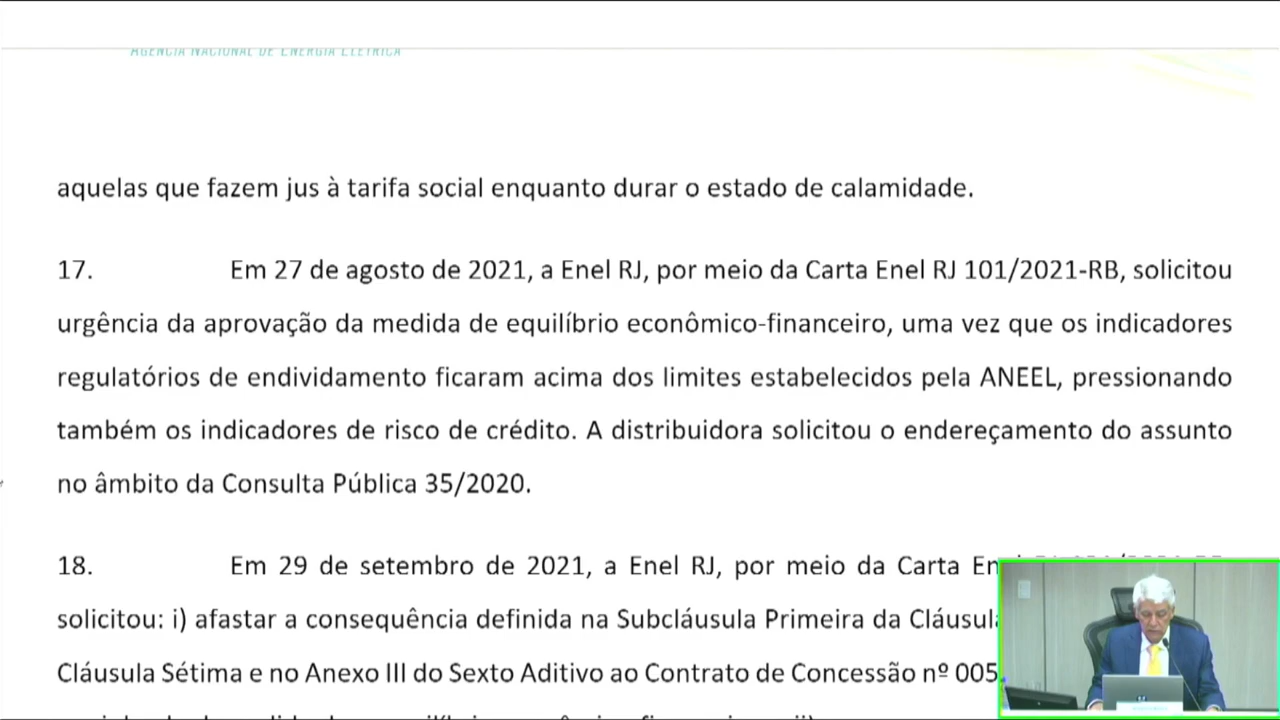 AGÊNCIA NACIONAL DE ENERGIA ELÉTRICA
aquelas que fazem jus à tarifa social enquanto durar o estado de calamidade.
17. Em 27 de agosto de 2021, a Enel RJ, por meio da Carta Enel RJ 101/2021-RB, solicitou
urgência da aprovação da medida de equilíbrio econômico-financeiro, uma vez que os indicadores
regulatórios de endividamento ficaram acima dos limites estabelecidos pela ANEEL, pressionando
também os indicadores de risco de crédito. A distribuidora solicitou o endereçamento do assunto
no âmbito da Consulta Pública 35/2020.
18. Em 29 de setembro de 2021, a Enel RJ, por meio da Carta
solicitou: i) afastar a consequência definida na Subcláusula Primeira da
Cláusula Sétima e no Anexo III do Sexto Aditivo ao Contrato de Concessão nº 005